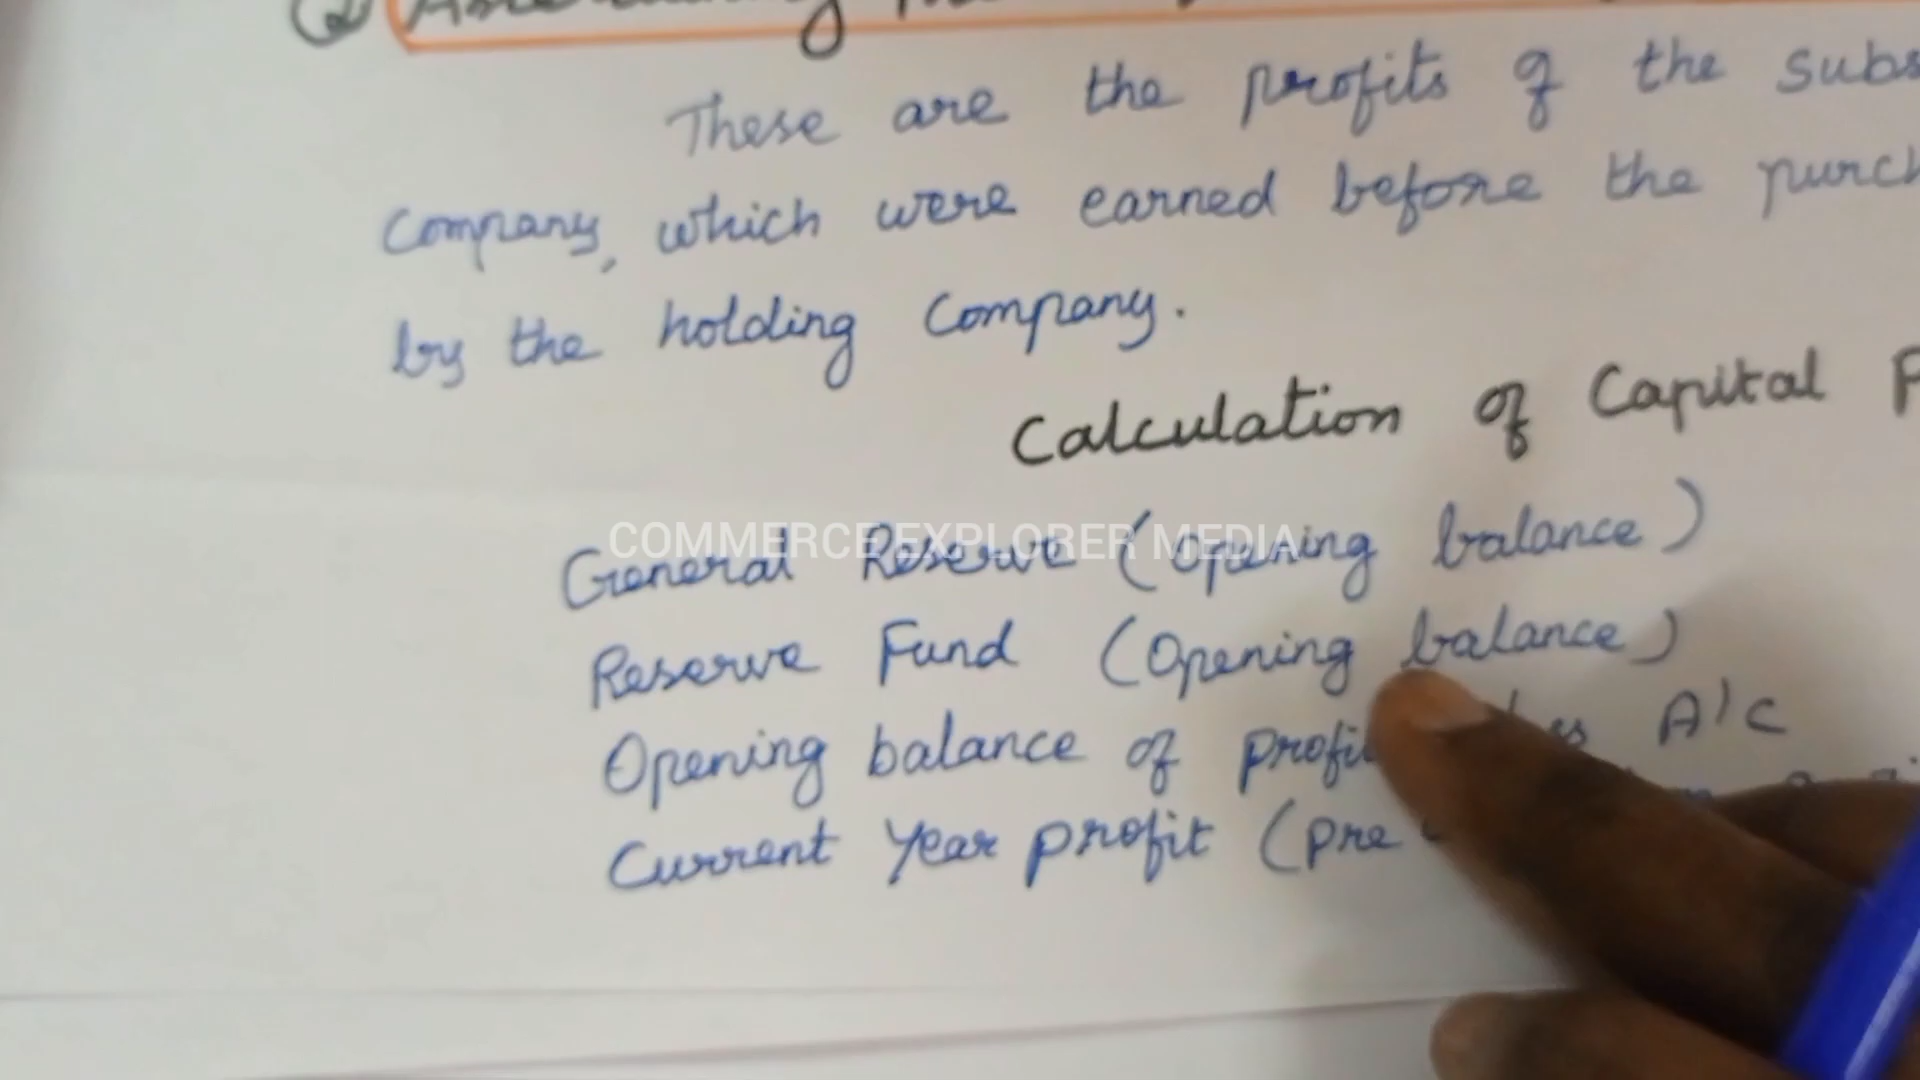 These are the profits of the subs
Company, which were earned before the purch
by the holding Company.
Calculation of Capital P
General Reserve (Opening balance)
COMMERCE EXPLORER MEDIA
Reserve Fund (Opening balance)
Opening balance of profi A/C
Current Year profit (pre